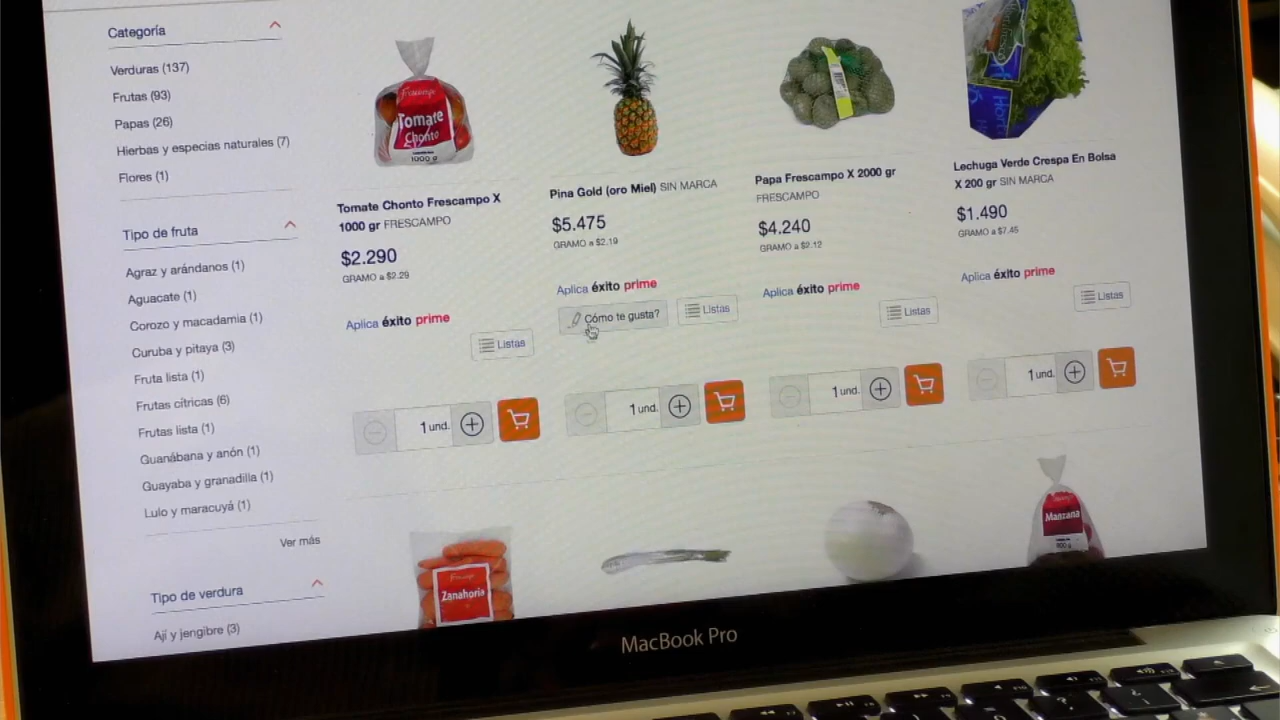 Categoría
Verduras (137)
Frutas (93)
Papas (26)
Hierbas y especias naturales (7)
Flores (1)
Tipo de fruta
Agraz y arándanos (1)
Aguacate (1)
Corozo y macadamia (1)
Curuba y pitaya (3)
Fruta lista (1)
Frutas cítricas (6)
Frutas lista (1)
Guanábana y anón (1)
Guayaba y granadilla (1)
Lulo y maracuyá (1)
Ver más
Tipo de verdura
Ají y jengibre (3)
Frescampo
Tomate
Chonto
1000 g
Tomate Chonto Frescampo X
1000 gr FRESCAMPO
$2.290
GRAMO a $2.29
Aplica éxito prime
Listas
1 und.
Pina Gold (oro Miel) SIN MARCA
$5.475
GRAMO a $2.19
Aplica éxito prime
Cómo te gusta?
Listas
1 und.
Papa Frescampo X 2000 gr
FRESCAMPO
$4.240
GRAMO a $2.12
Aplica éxito prime
Listas
1 und.
Lechuga Verde Crespa En Bolsa
X 200 gr SIN MARCA
$1.490
GRAMO a $7.45
Aplica éxito prime
Listas
1 und.
Zanahoria
Manzana
MacBook Pro